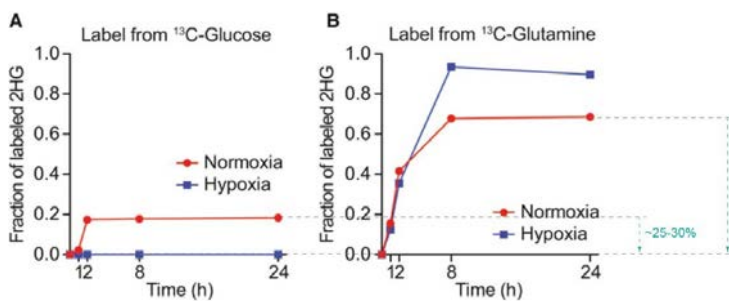 A
Label from ¹³C-Glucose
Fraction of labeled 2HG
1.0
0.8
0.6
0.4
0.2
0.0
Normoxia
Hypoxia
12 8 24
Time (h)
B
Label from ¹³C-Glutamine
Fraction of labeled 2HG
1.0
0.8
0.6
0.4
0.2
0.0
Normoxia
Hypoxia
~25-30%
12 8 24
Time (h)